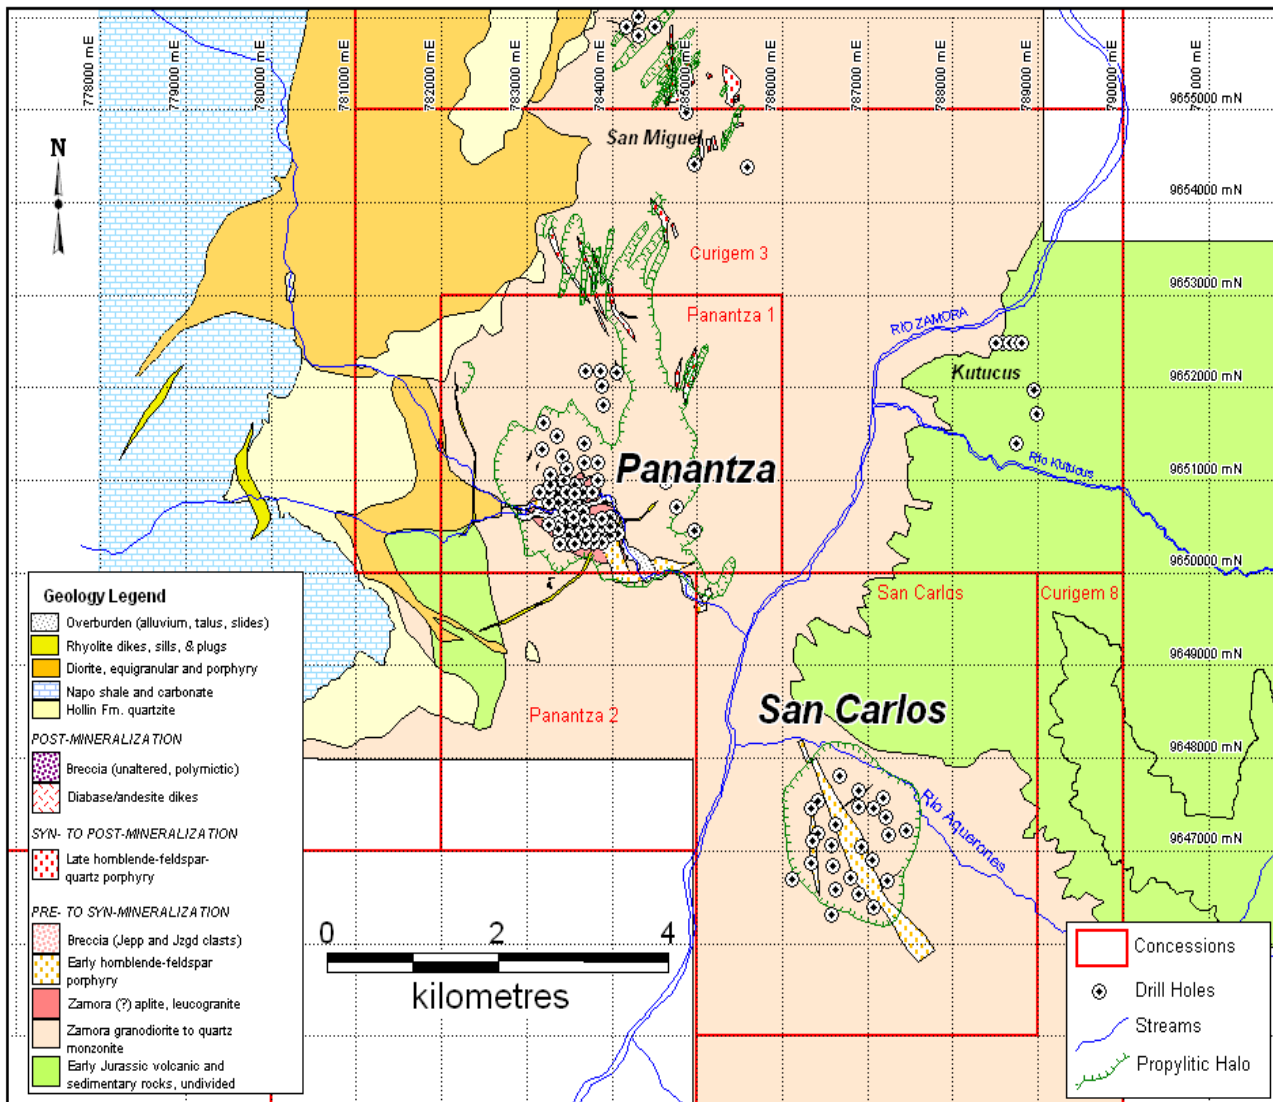 778000 mE
779000 mE
780000 mE
781000 mE
782000 mE
783000 mE
784000 mE
785000 mE
786000 mE
787000 mE
788000 mE
789000 mE
790000 mE
9655000 mN
San Miguel
N
9654000 mN
Curigem 3
9653000 mN
Panantza 1
RIO ZAMORA
Kutucus
9652000 mN
Panantza
Rio Kutucus
9651000 mN
9650000 mN
San Carlos
Curigem 8
9649000 mN
San Carlos
Panantza 2
9648000 mN
Rio Aquerones
9647000 mN
Geology Legend
Overburden (alluvium, talus, slides)
Rhyolite dikes, sills, & plugs
Diorite, equigranular and porphyry
Napo shale and carbonate
Hollin Fm. quartzite
POST-MINERALIZATION
Breccia (unaltered, polymictic)
Diabase/andesite dikes
SYN- TO POST-MINERALIZATION
Late hornblende-feldspar-
quartz porphyry
PRE- TO SYN-MINERALIZATION
Breccia (Jepp and Jzgd clasts)
Early hornblende-feldspar
porphyry
Zamora (?) aplite, leucogranite
Zamora granodiorite to quartz
monzonite
Early Jurassic volcanic and
sedimentary rocks, undivided
0 2 4
kilometres
Concessions
Drill Holes
Streams
Propylitic Halo